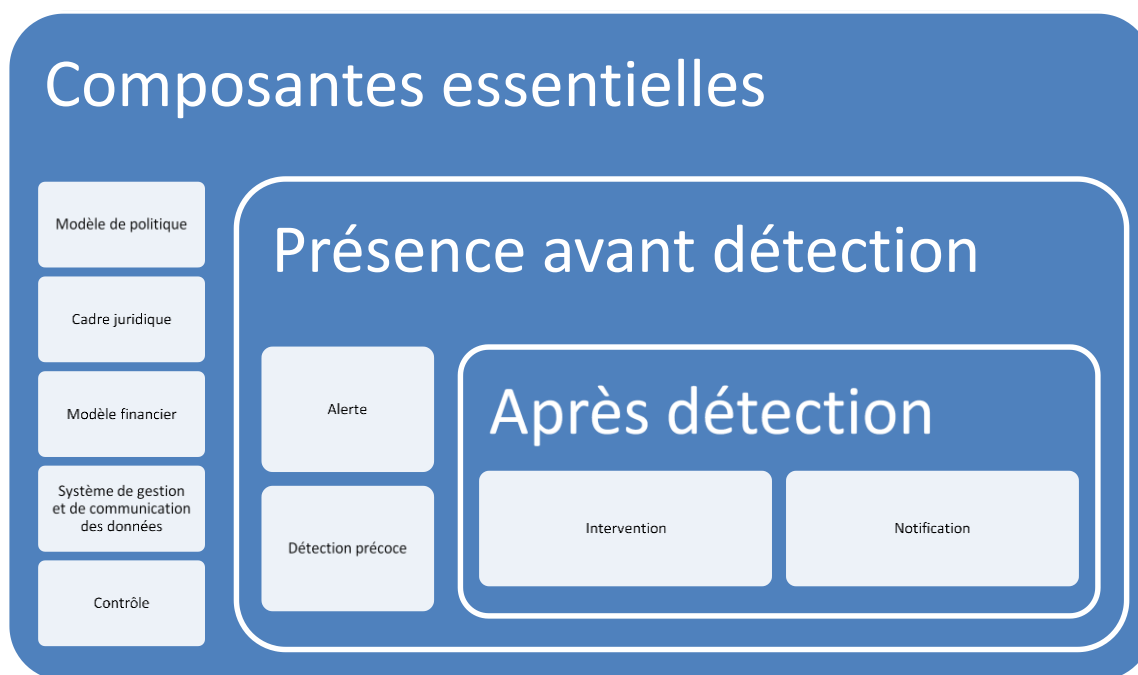 Composantes essentielles
Modèle de politique
Cadre juridique
Modèle financier
Système de gestion
et de communication
des données
Contrôle
Présence avant détection
Alerte
Détection précoce
Après détection
Intervention
Notification